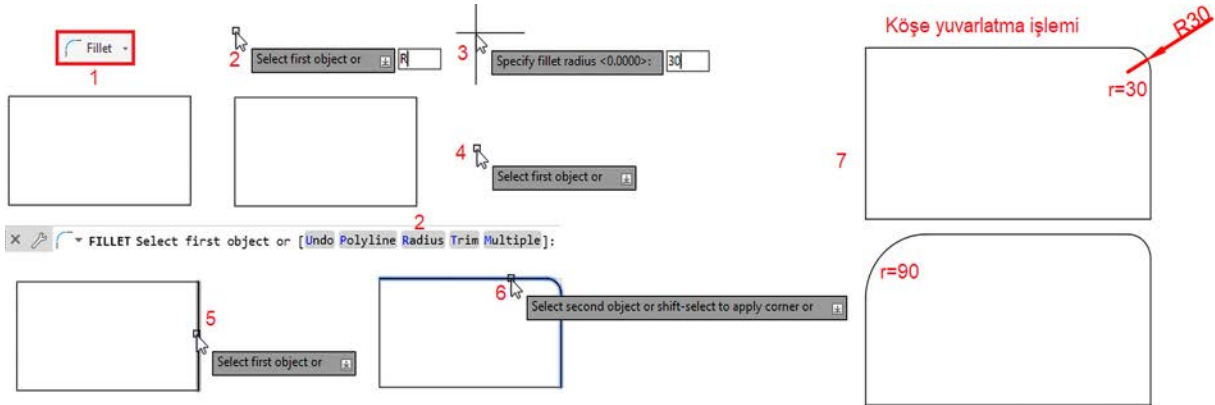 Fillet
1
2
Select first object or R
3
Specify fillet radius <0.0000>: 30
4
Select first object or
2
FILLET Select first object or [Undo Polyline Radius Trim Multiple]:
5
Select first object or
6
Select second object or shift-select to apply corner or
Köşe yuvarlatma işlemi
R30
r=30
7
r=90